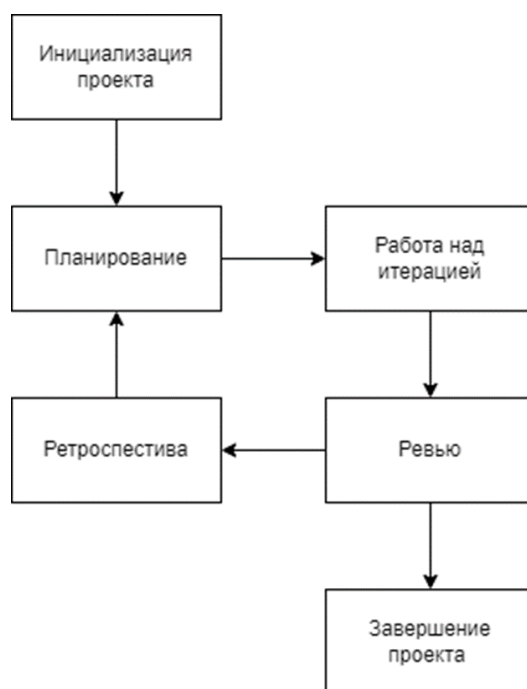 Инициализация
проекта
Планирование
Работа над
итерацией
Ретроспестива
Ревью
Завершение
проекта